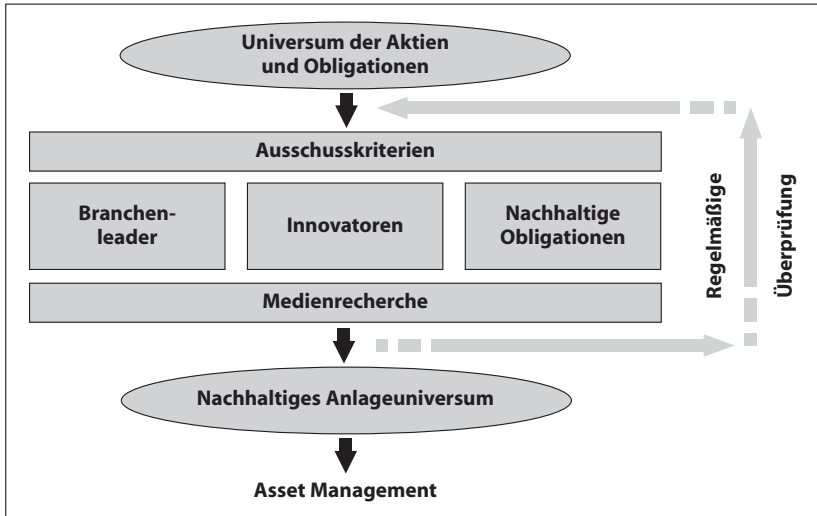 Universum der Aktien
und Obligationen
Ausschusskriterien
Branchen-
leader
Innovatoren
Nachhaltige
Obligationen
Medienrecherche
Regelmäßige
Überprüfung
Nachhaltiges Anlageuniversum
Asset Management